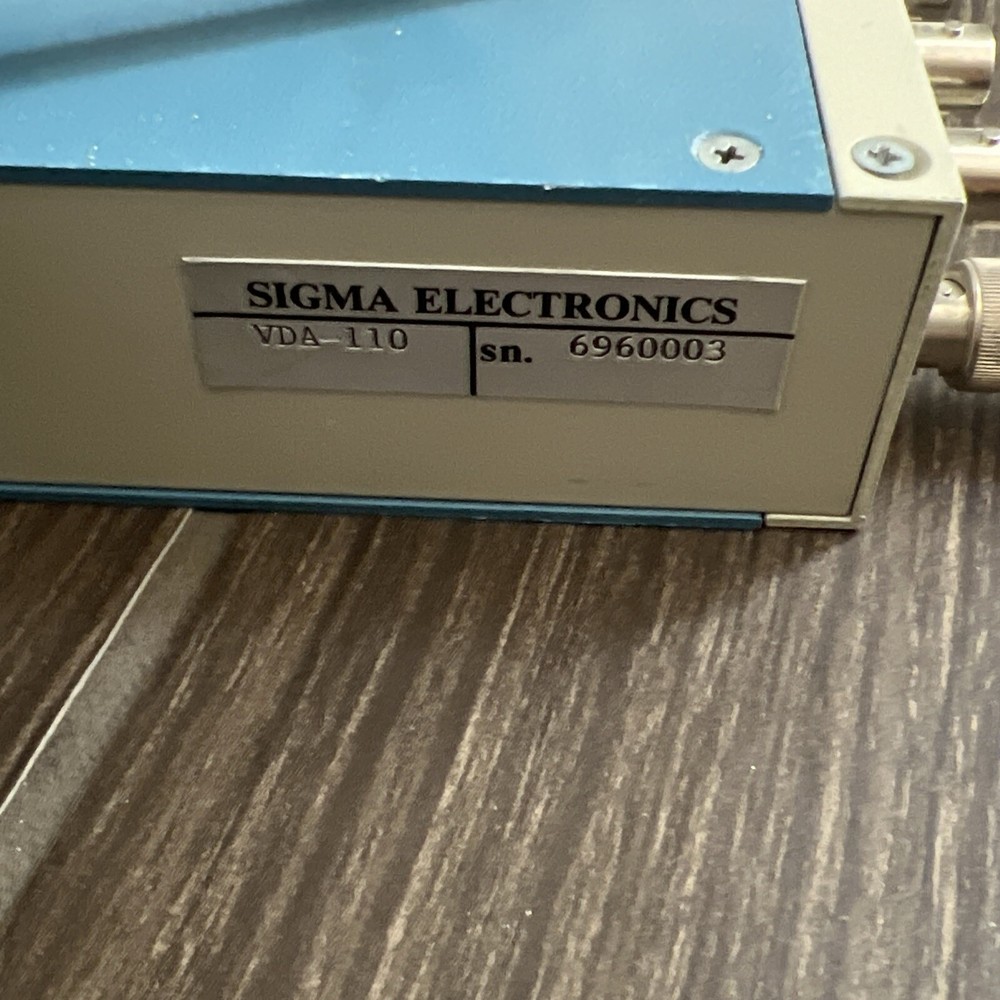 SIGMA ELECTRONICS
VDA-110
sn. 6960003